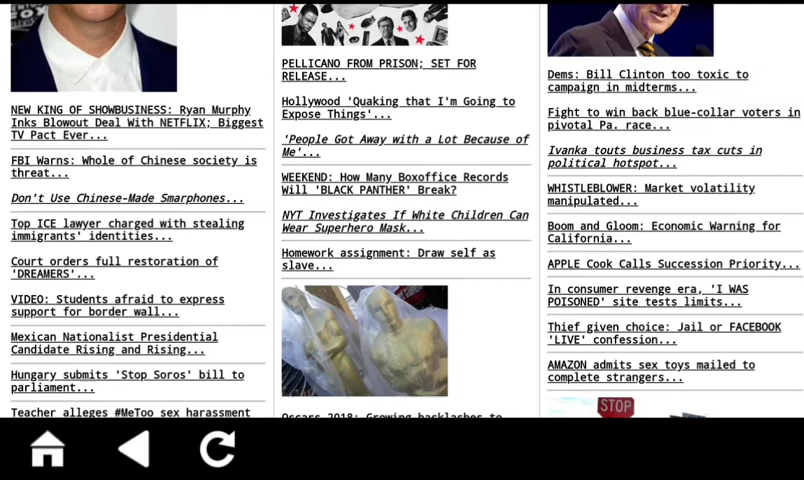 NEW KING OF SHOWBUSINESS: Ryan Murphy
Inks Blowout Deal With NETFLIX; Biggest
TV Pact Ever...
FBI Warns: Whole of Chinese society is
threat...
Don't Use Chinese-Made Smarphones...
Top ICE lawyer charged with stealing
immigrants' identities...
Court orders full restoration of
'DREAMERS'...
VIDEO: Students afraid to express
support for border wall...
Mexican Nationalist Presidential
Candidate Rising and Rising...
Hungary submits 'Stop Soros' bill to
parliament...
Teacher alleges #MeToo sex harassment
PELLICANO FROM PRISON; SET FOR
RELEASE...
Hollywood 'Quaking that I'm Going to
Expose Things'...
'People Got Away with a Lot Because of
Me'...
WEEKEND: How Many Boxoffice Records
Will 'BLACK PANTHER' Break?
NYT Investigates If White Children Can
Wear Superhero Mask...
Homework assignment: Draw self as
slave...
Oscars 2018: Growing backlashes to
Dems: Bill Clinton too toxic to
campaign in midterms...
Fight to win back blue-collar voters in
pivotal Pa. race...
Ivanka touts business tax cuts in
political hotspot...
WHISTLEBLOWER: Market volatility
manipulated...
Boom and Gloom: Economic Warning for
California...
APPLE Cook Calls Succession Priority...
In consumer revenge era, 'I WAS
POISONED' site tests limits...
Thief given choice: Jail or FACEBOOK
'LIVE' confession...
AMAZON admits sex toys mailed to
complete strangers...
STOP